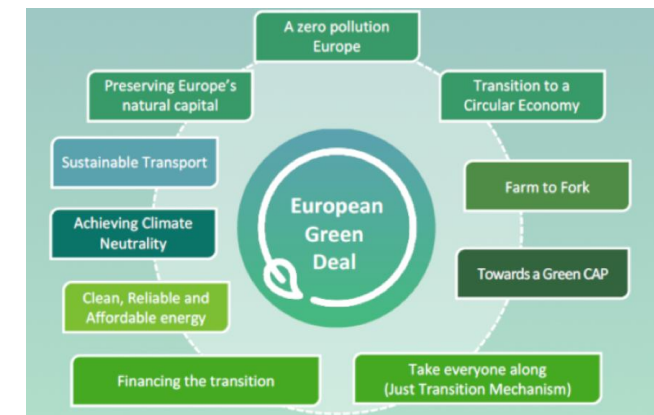 A zero pollution
Europe
Preserving Europe's
natural capital
Transition to a
Circular Economy
Sustainable Transport
Farm to Fork
European
Green
Deal
Achieving Climate
Neutrality
Towards a Green CAP
Clean, Reliable and
Affordable energy
Financing the transition
Take everyone along
(Just Transition Mechanism)